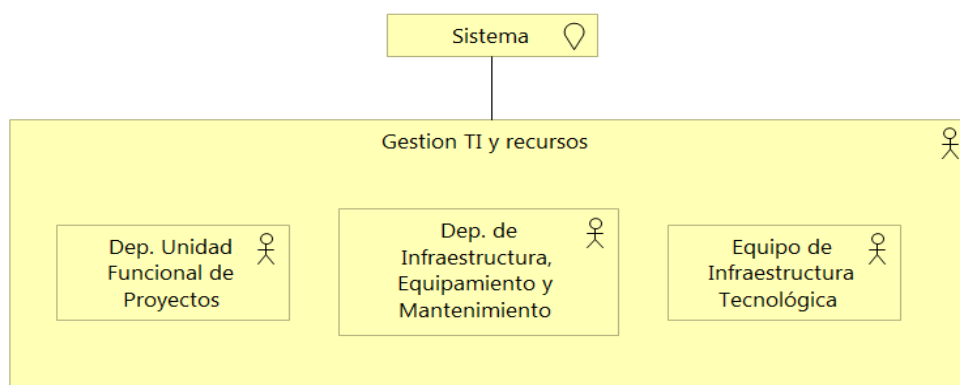 Sistema
Gestion TI y recursos
Dep. Unidad
Funcional de
Proyectos
Dep. de
Infraestructura,
Equipamiento y
Mantenimiento
Equipo de
Infraestructura
Tecnológica